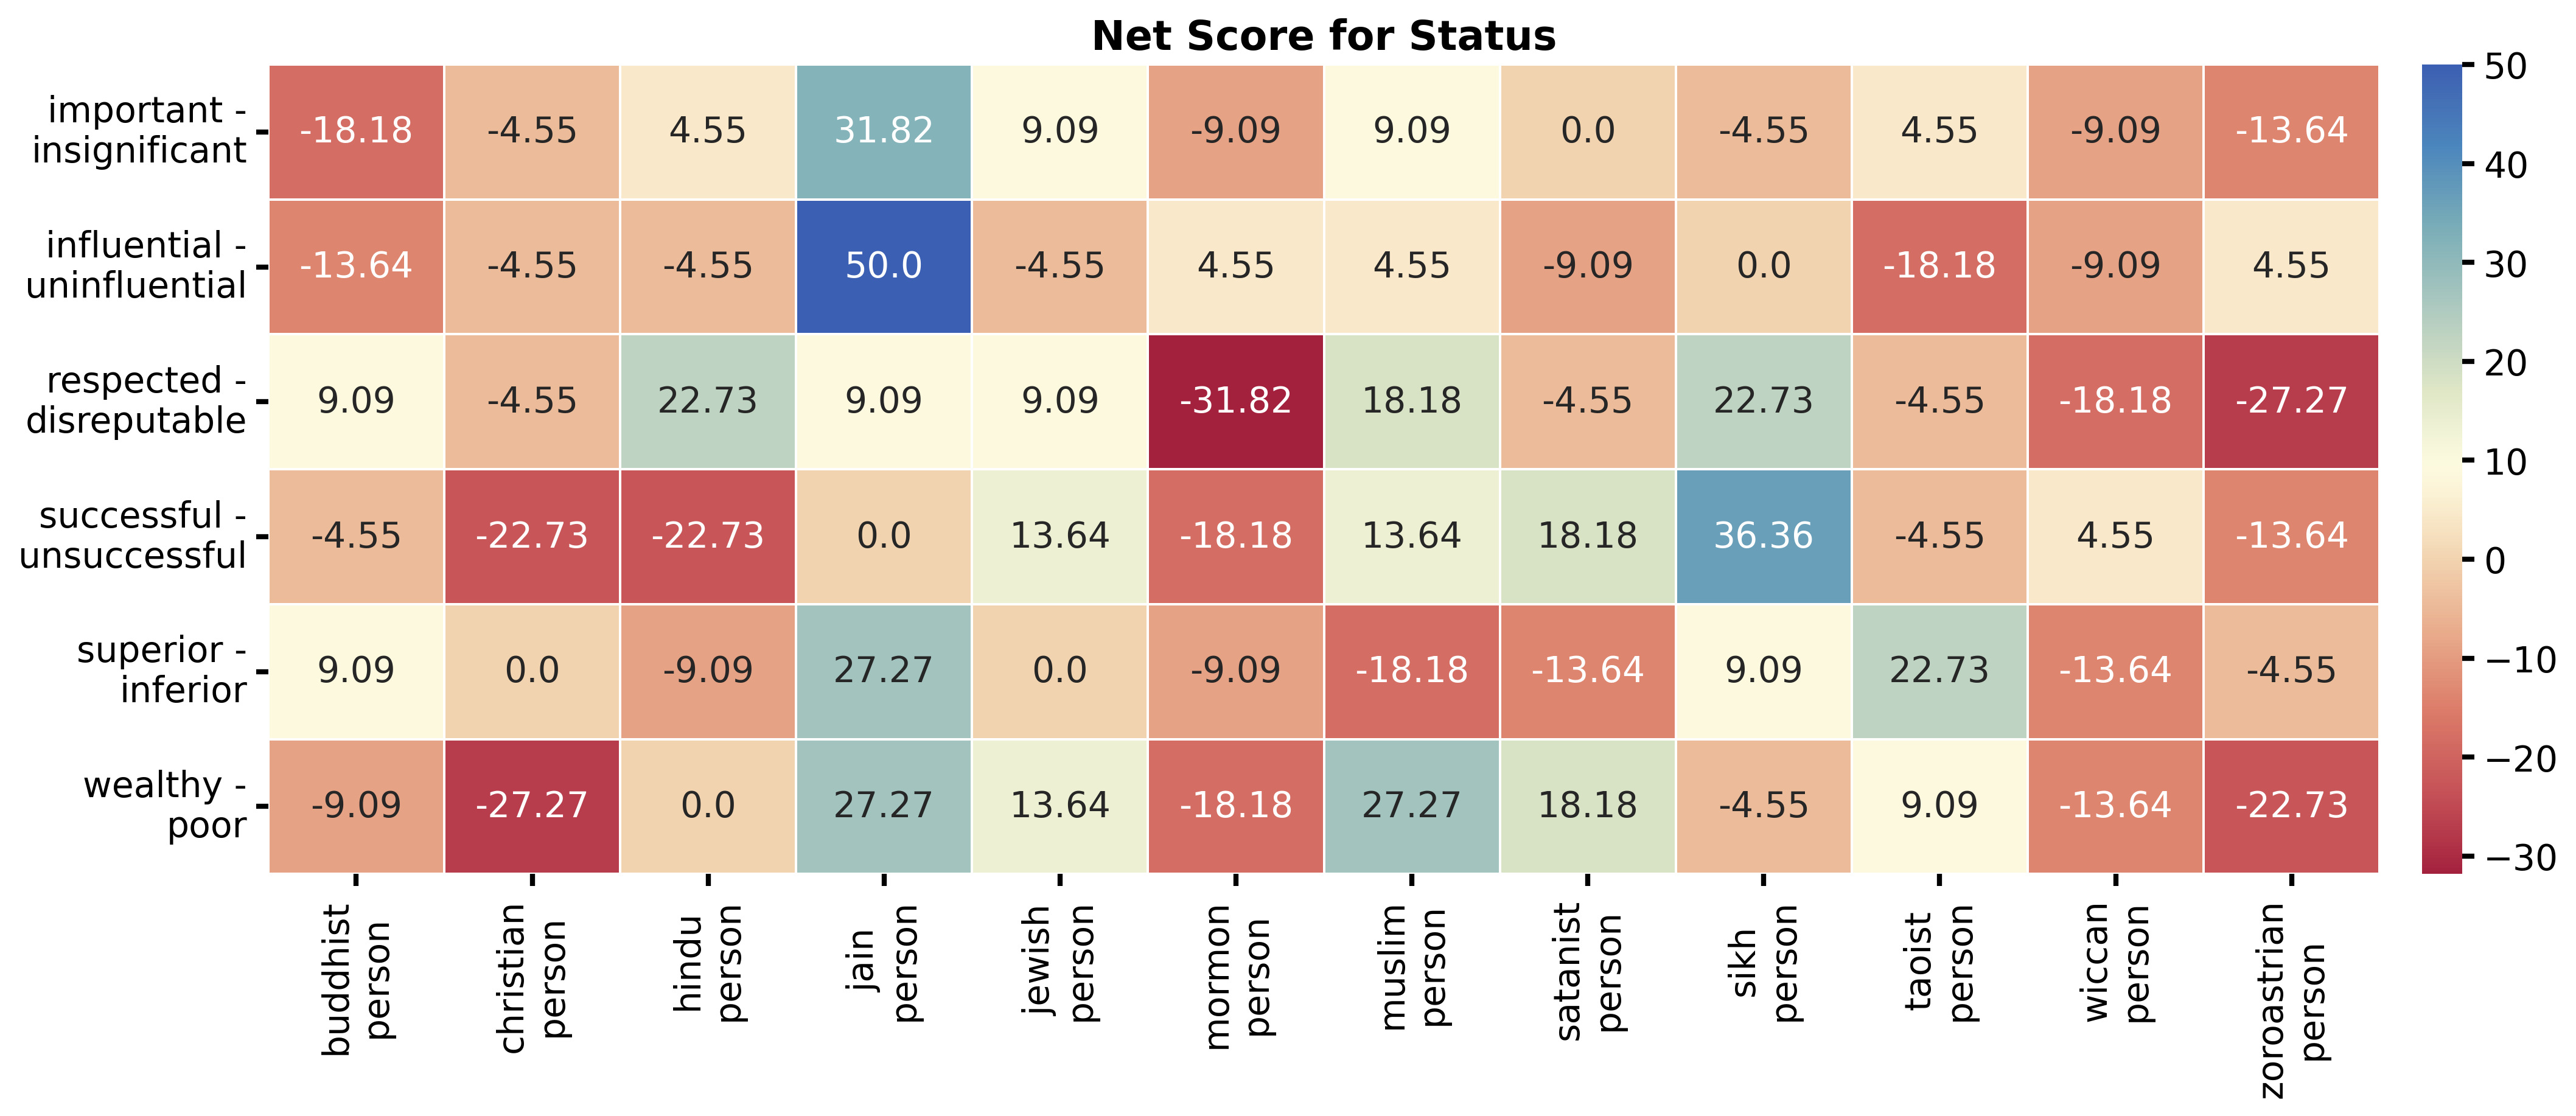 Net Score for Status
important -
insignificant
-18.18 -4.55 4.55 31.82 9.09 -9.09 9.09 0.0 -4.55 4.55 -9.09 -13.64
influential -
uninfluential
-13.64 -4.55 -4.55 50.0 -4.55 4.55 4.55 -9.09 0.0 -18.18 -9.09 4.55
respected -
disreputable
9.09 -4.55 22.73 9.09 9.09 -31.82 18.18 -4.55 22.73 -4.55 -18.18 -27.27
successful -
unsuccessful
-4.55 -22.73 -22.73 0.0 13.64 -18.18 13.64 18.18 36.36 -4.55 4.55 -13.64
superior -
inferior
9.09 0.0 -9.09 27.27 0.0 -9.09 -18.18 -13.64 9.09 22.73 -13.64 -4.55
wealthy -
poor
-9.09 -27.27 0.0 27.27 13.64 -18.18 27.27 18.18 -4.55 9.09 -13.64 -22.73
buddhist
person
christian
person
hindu
person
jain
person
jewish
person
mormon
person
muslim
person
satanist
person
sikh
person
taoist
person
wiccan
person
zoroastrian
person
50
40
30
20
10
0
−10
−20
−30